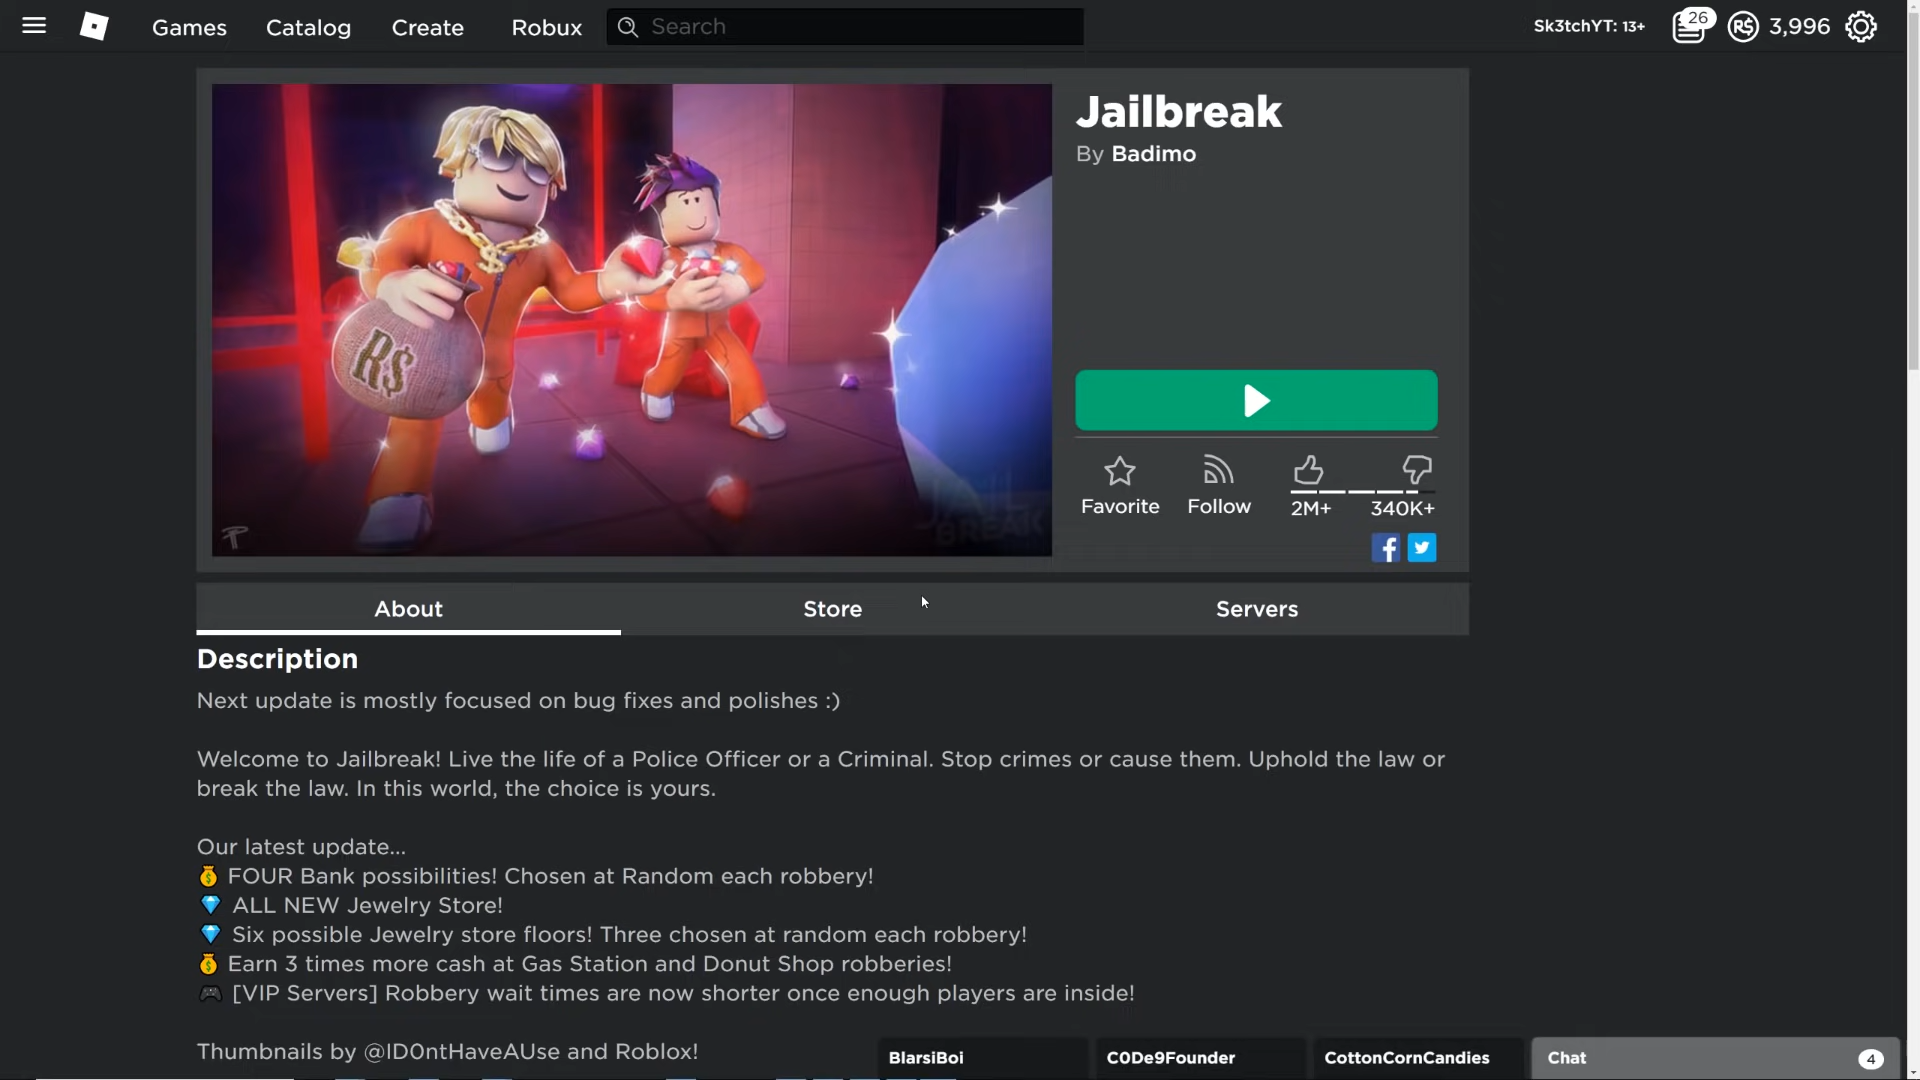 Games Catalog Create Robux Search Sk3tchYT: 13+ 26 R$ 3,996
Jailbreak
By Badimo
R$
JAIL
BREAK
Favorite Follow 2M+ 340K+
About Store Servers
Description
Next update is mostly focused on bug fixes and polishes :)
Welcome to Jailbreak! Live the life of a Police Officer or a Criminal. Stop crimes or cause them. Uphold the law or
break the law. In this world, the choice is yours.
Our latest update...
💰 FOUR Bank possibilities! Chosen at Random each robbery!
💎 ALL NEW Jewelry Store!
💎 Six possible Jewelry store floors! Three chosen at random each robbery!
💰 Earn 3 times more cash at Gas Station and Donut Shop robberies!
🎮 [VIP Servers] Robbery wait times are now shorter once enough players are inside!
Thumbnails by @ID0ntHaveAUse and Roblox!
BlarsiBoi C0De9Founder CottonCornCandies Chat 4